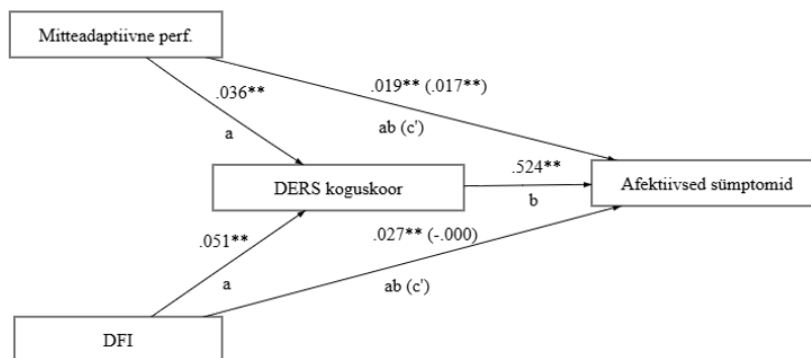 Mitteadaptiivne perf.
.019** (.017**)
.036**
a
ab (c')
.524**
DERS koguskoor
Afektiivsed sümptomid
b
.051**
.027** (-.000)
a
ab (c')
DFI